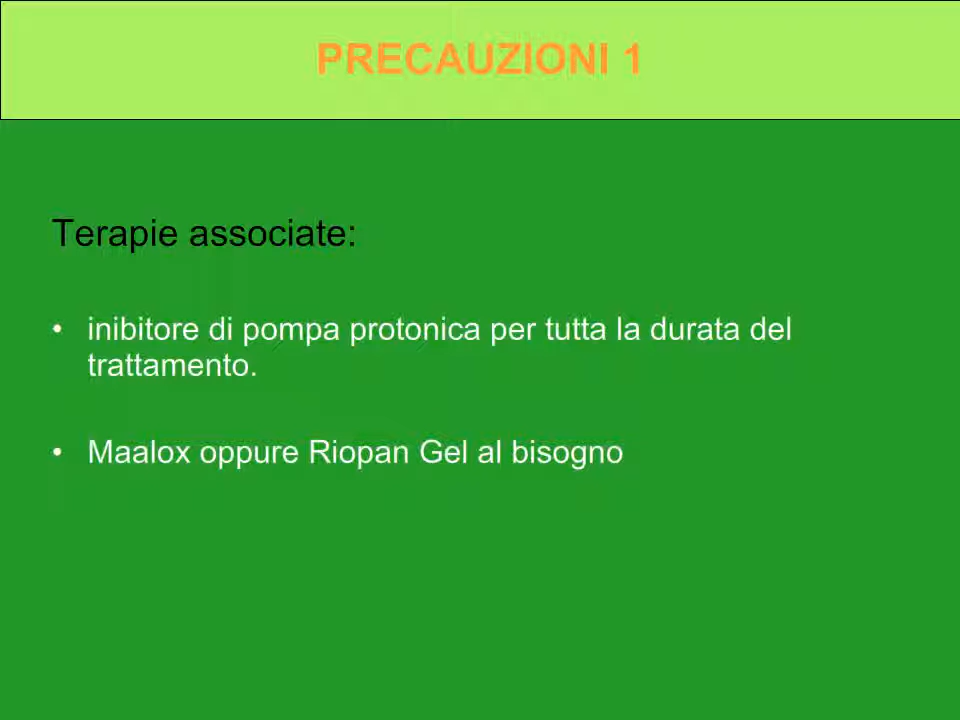 PRECAUZIONI 1
Terapie associate:
• inibitore di pompa protonica per tutta la durata del
trattamento.
• Maalox oppure Riopan Gel al bisogno